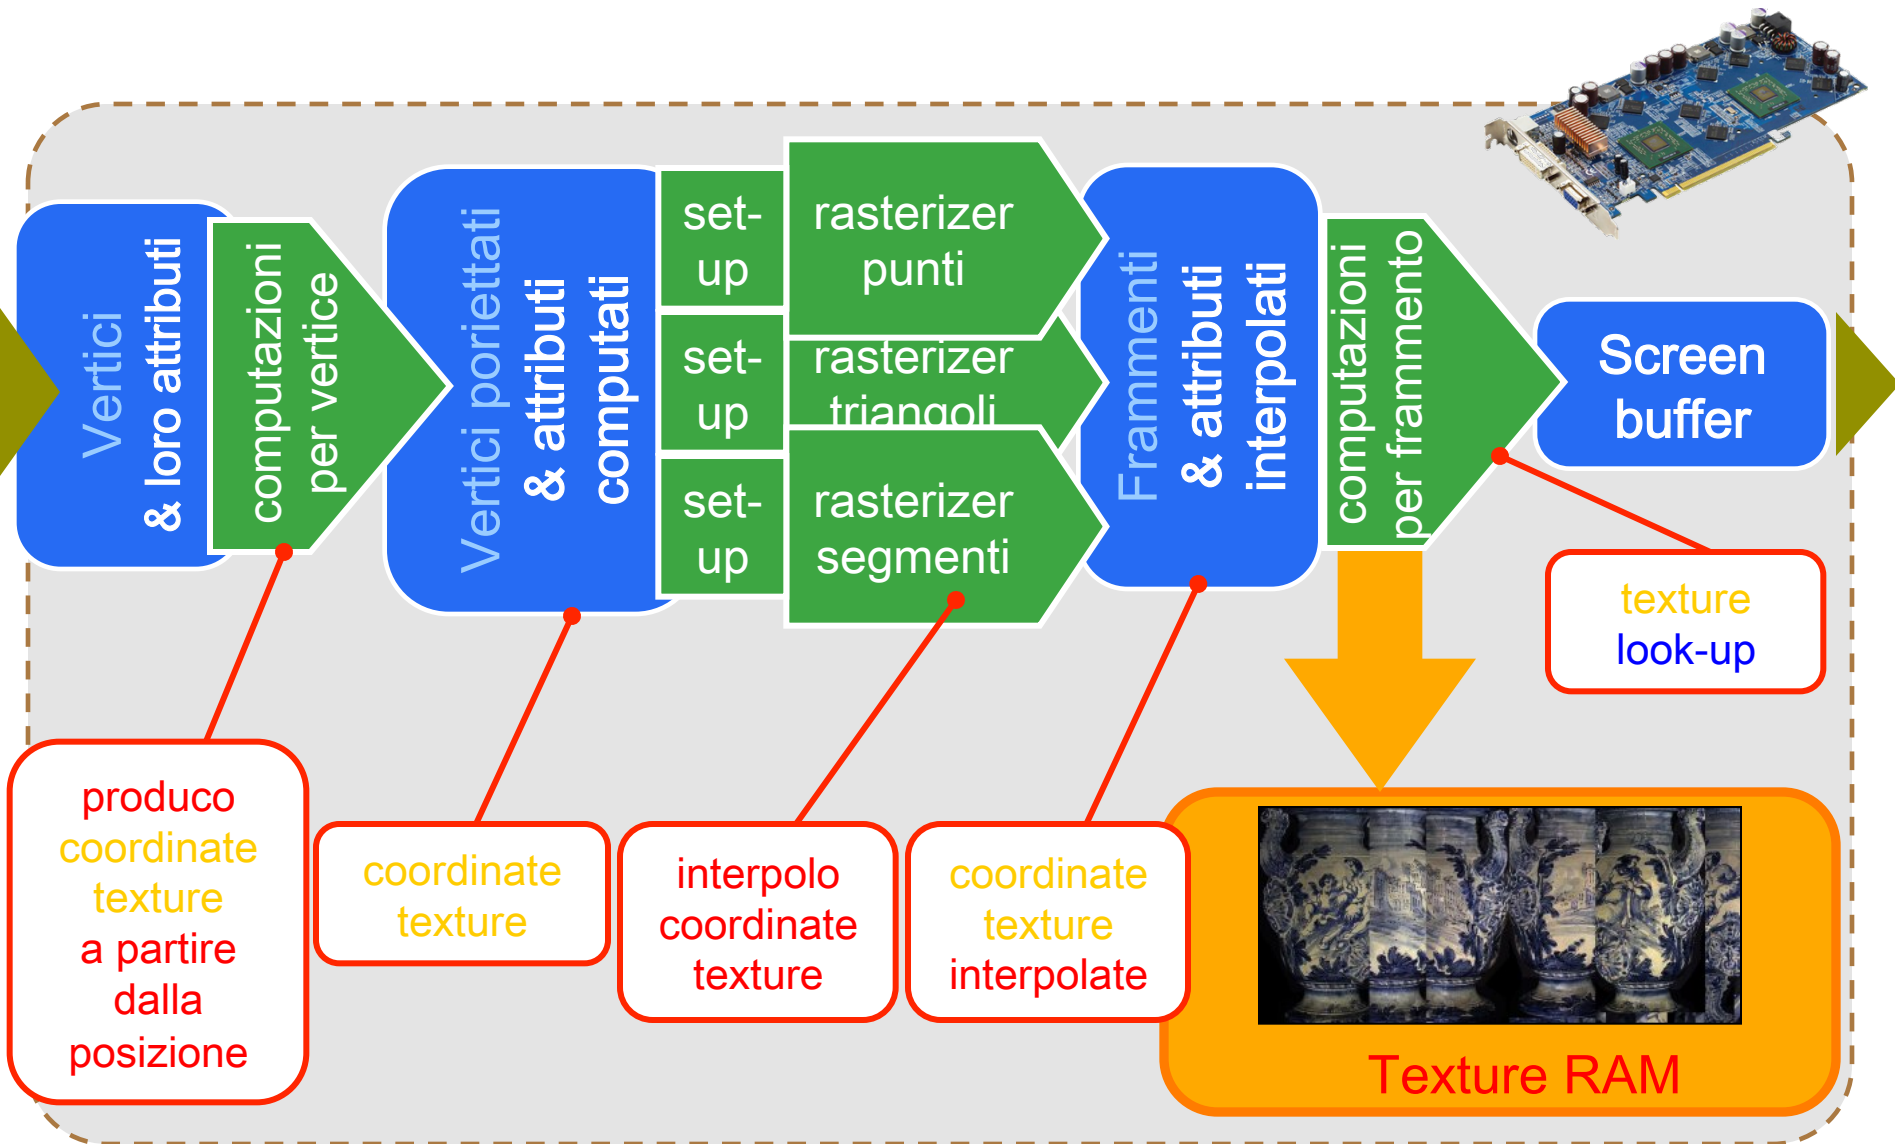 Vertici
& loro attributi
computazioni
per vertice
Vertici poriettati
& attributi
computati
set-
up
rasterizer
punti
set-
up
rasterizer
triangoli
set-
up
rasterizer
segmenti
Frammenti
& attributi
interpolati
computazioni
per frammento
Screen
buffer
texture
look-up
produco
coordinate
texture
a partire
dalla
posizione
coordinate
texture
interpolo
coordinate
texture
coordinate
texture
interpolate
Texture RAM